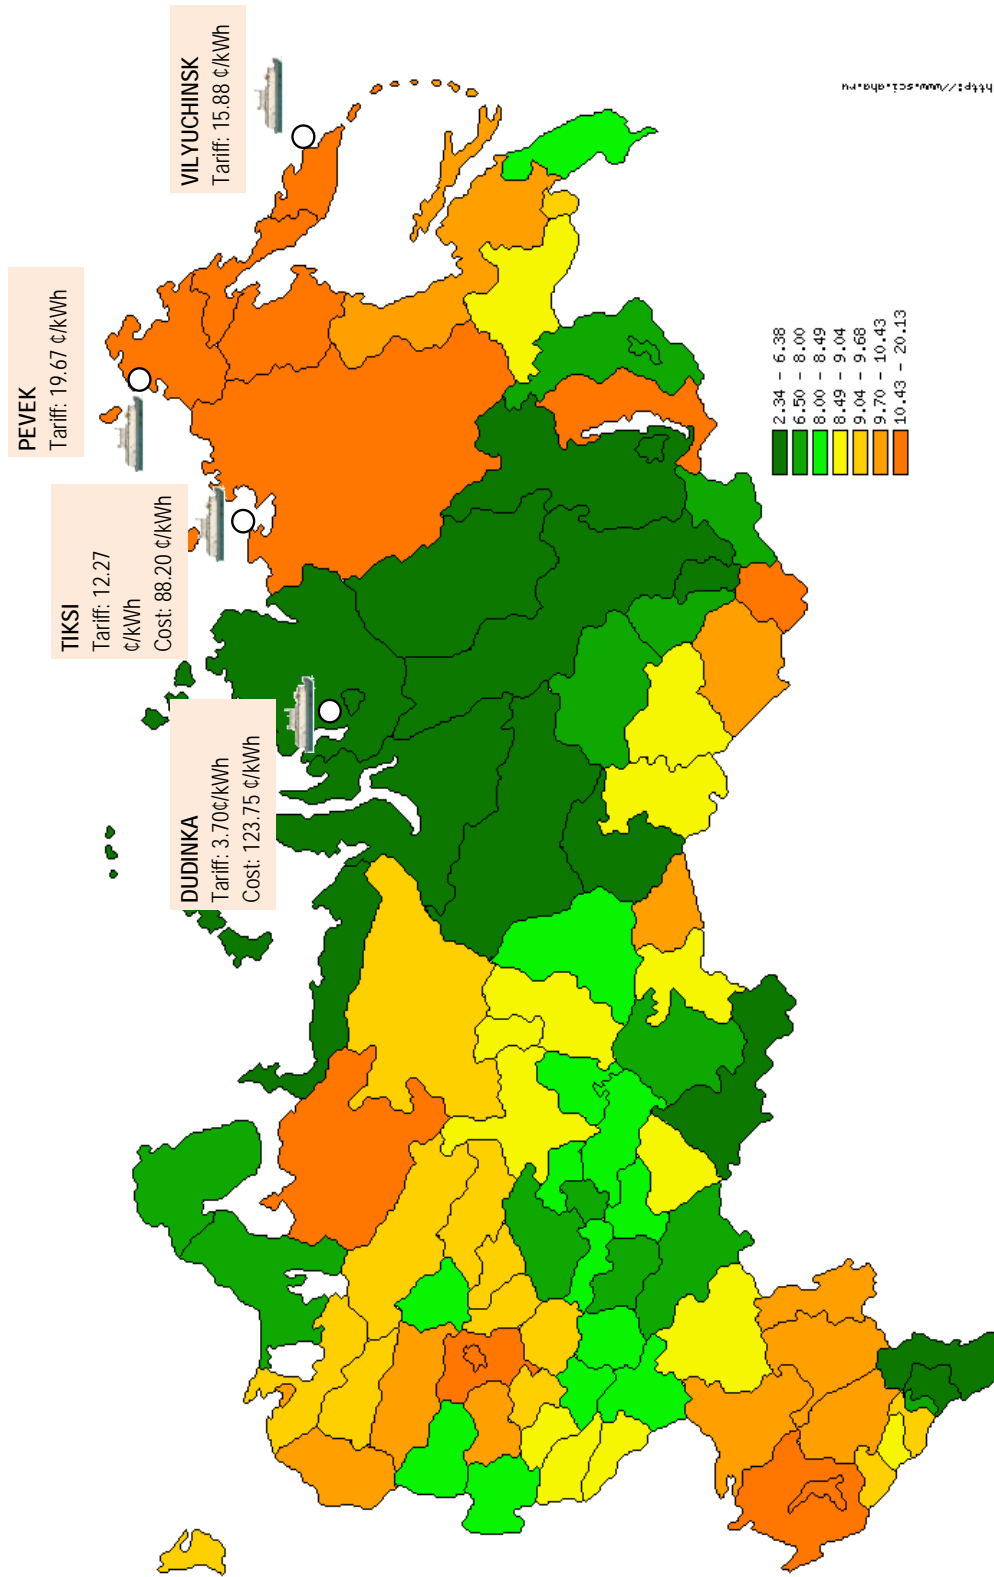 VILYUCHINSK
Tariff: 15.88 ¢/kWh
PEVEK
Tariff: 19.67 ¢/kWh
TIKSI
Tariff: 12.27
¢/kWh
Cost: 88.20 ¢/kWh
DUDINKA
Tariff: 3.70¢/kWh
Cost: 123.75 ¢/kWh
2.34 - 6.38
6.50 - 8.00
8.00 - 8.49
8.49 - 9.04
9.04 - 9.68
9.70 - 10.43
10.43 - 20.13
http://www.sci.aha.ru